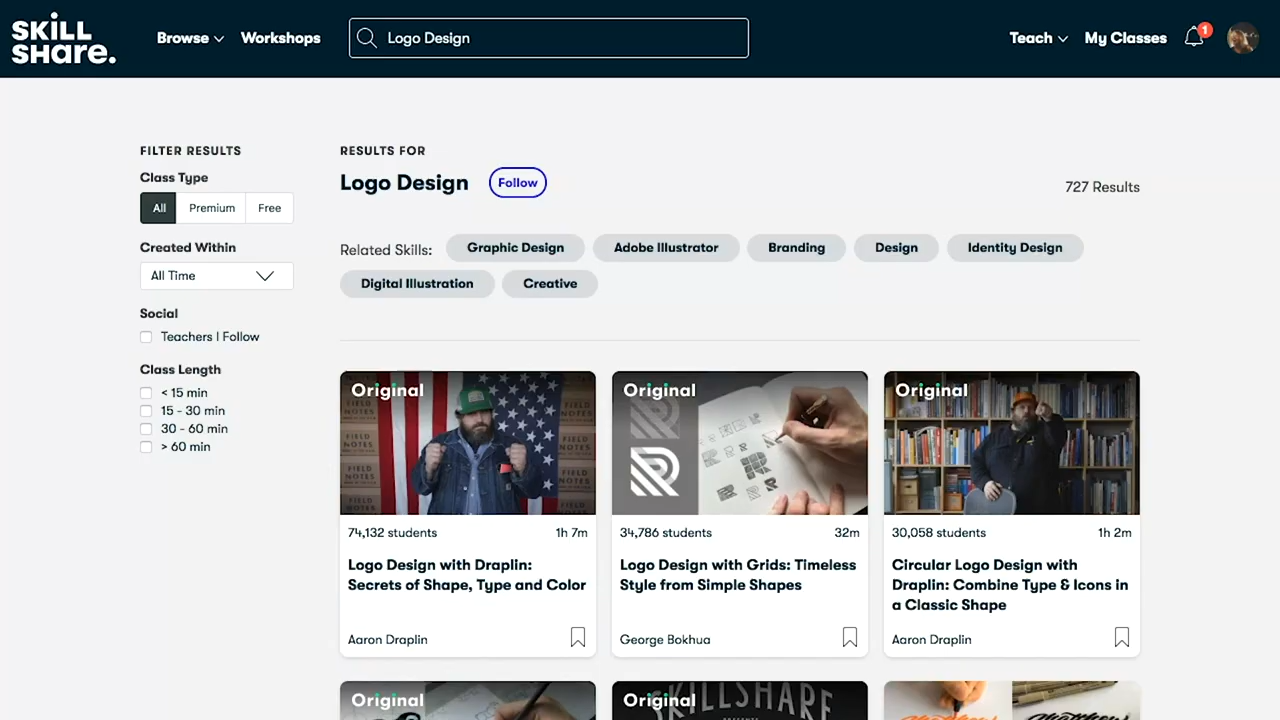 SKILL
SHare.
Browse
Workshops
Logo Design
Teach
My Classes
1
FILTER RESULTS
Class Type
All
Premium
Free
Created Within
All Time
Social
Teachers I Follow
Class Length
< 15 min
15 - 30 min
30 - 60 min
> 60 min
RESULTS FOR
Logo Design
Follow
727 Results
Related Skills:
Graphic Design
Adobe Illustrator
Branding
Design
Identity Design
Digital Illustration
Creative
Original
FIELD
NOTES
74,132 students
1h 7m
Logo Design with Draplin:
Secrets of Shape, Type and Color
Aaron Draplin
Original
34,786 students
32m
Logo Design with Grids: Timeless
Style from Simple Shapes
George Bokhua
Original
30,058 students
1h 2m
Circular Logo Design with
Draplin: Combine Type & Icons in
a Classic Shape
Aaron Draplin
Original
Original
SKILLSHARE
PRESENTS